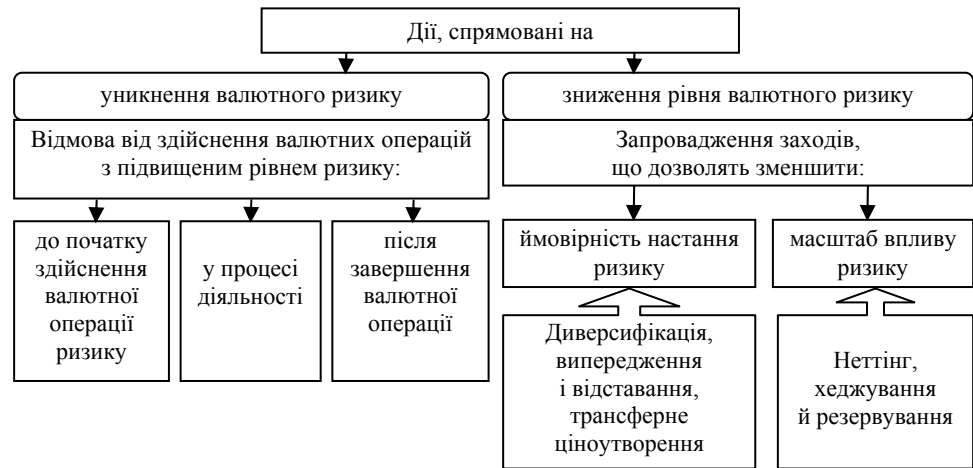 Дії, спрямовані на
уникнення валютного ризику
зниження рівня валютного ризику
Відмова від здійснення валютних операцій
з підвищеним рівнем ризику:
Запровадження заходів,
що дозволять зменшити:
до початку
здійснення
валютної
операції
ризику
у процесі
діяльності
після
завершення
валютної
операції
ймовірність настання
ризику
масштаб впливу
ризику
Диверсифікація,
випередження
і відставання,
трансферне
ціноутворення
Неттінг,
хеджування
й резервування